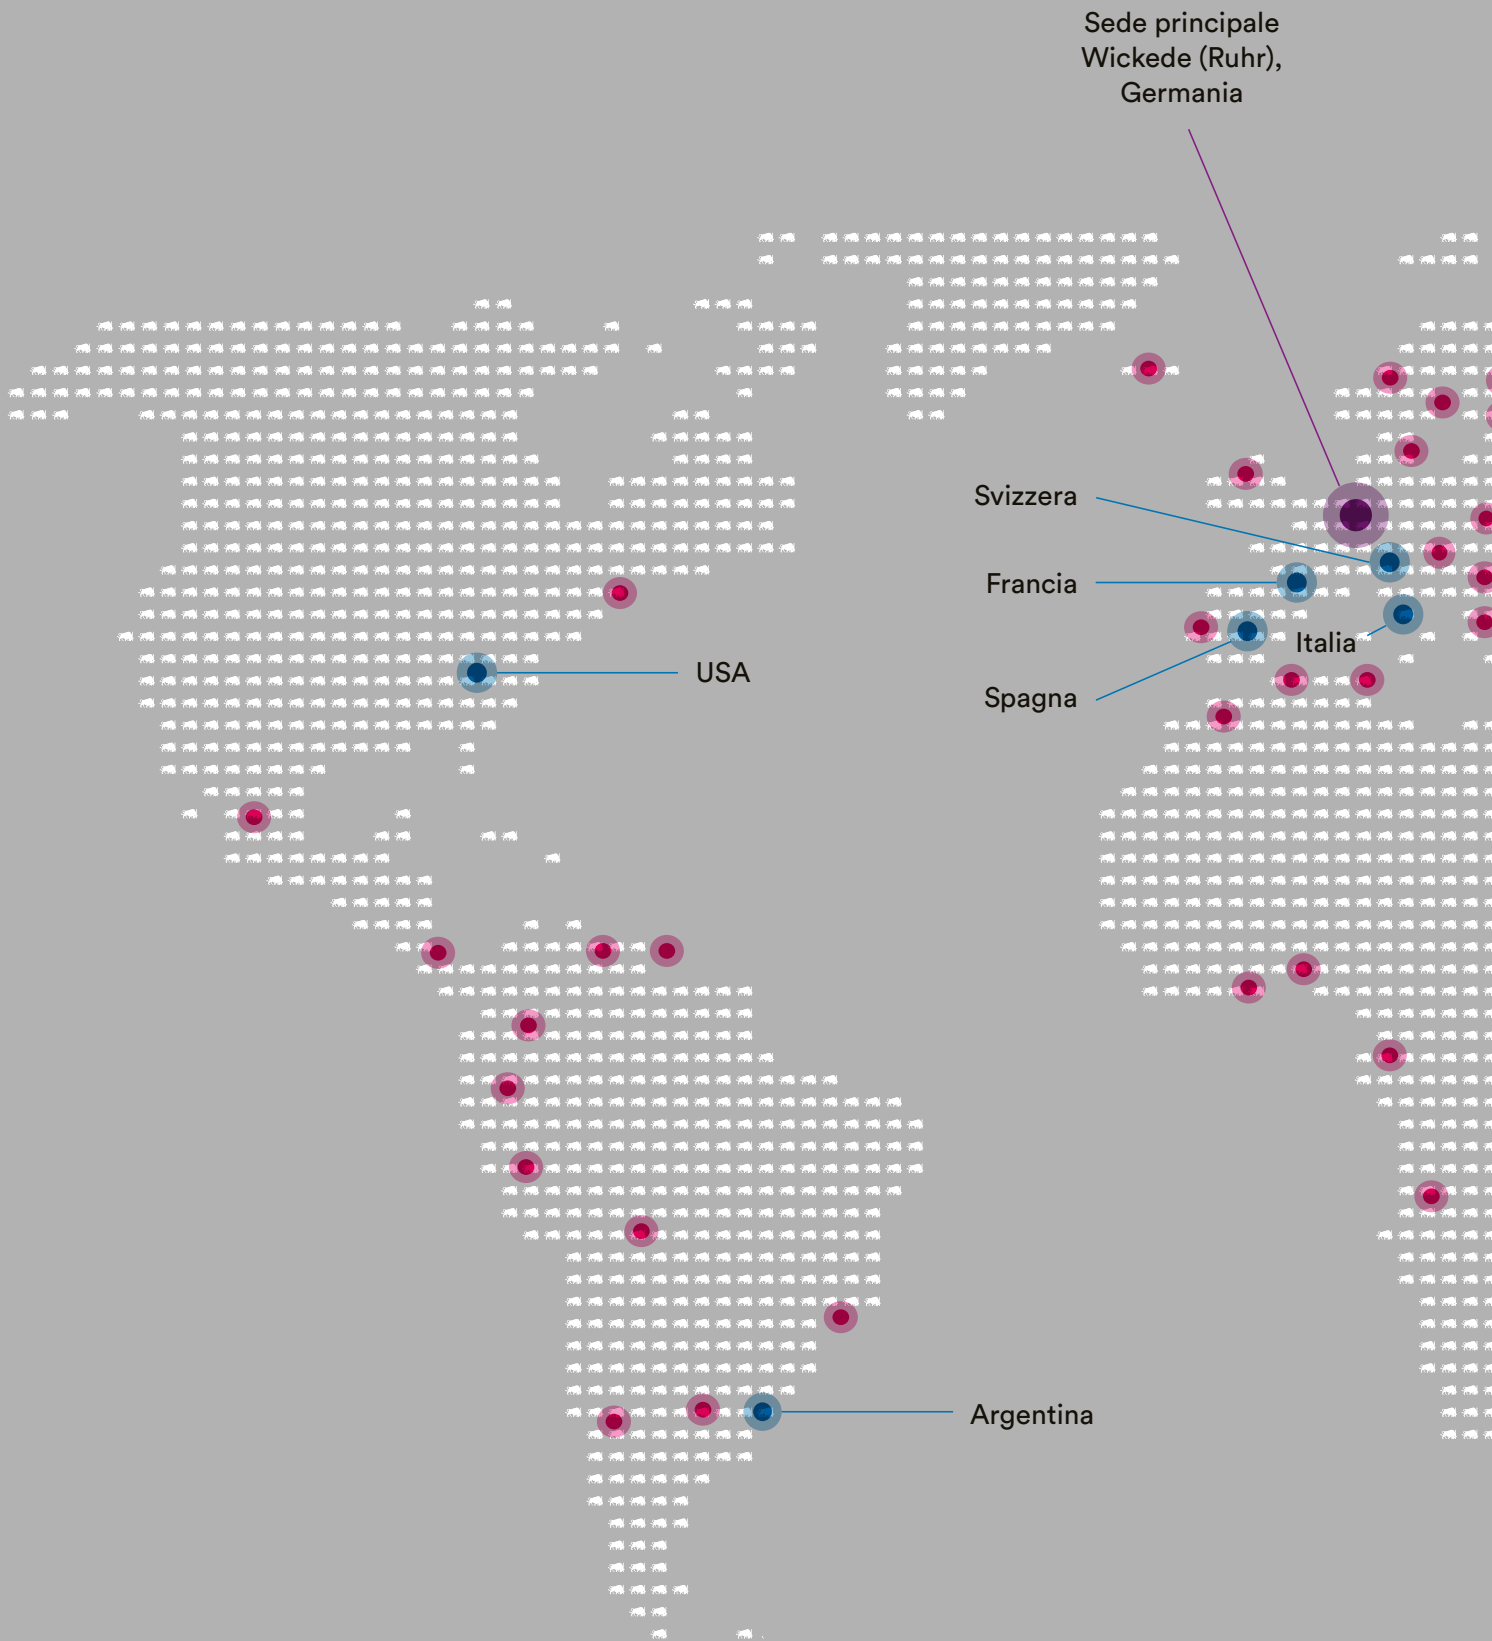 Sede principale
Wickede (Ruhr),
Germania
Svizzera
Francia
Italia
USA
Spagna
Argentina